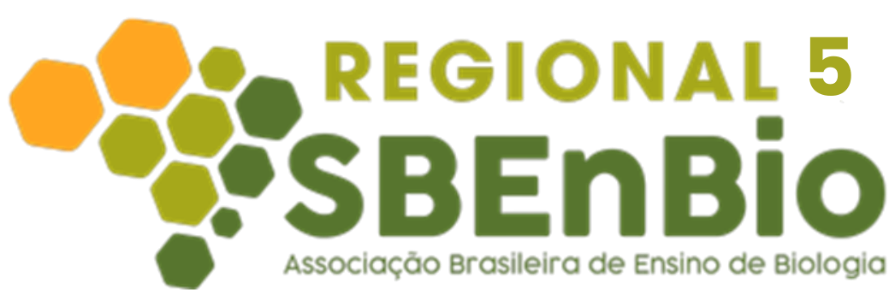 REGIONAL 5
SBEnBio
Associação Brasileira de Ensino de Biologia